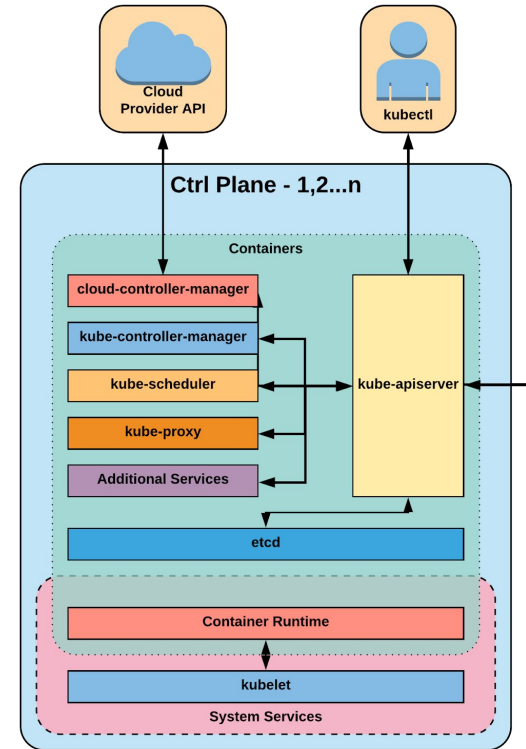 Cloud
Provider API
kubectl
Ctrl Plane - 1,2...n
Containers
cloud-controller-manager
kube-controller-manager
kube-scheduler
kube-apiserver
kube-proxy
Additional Services
etcd
Container Runtime
kubelet
System Services